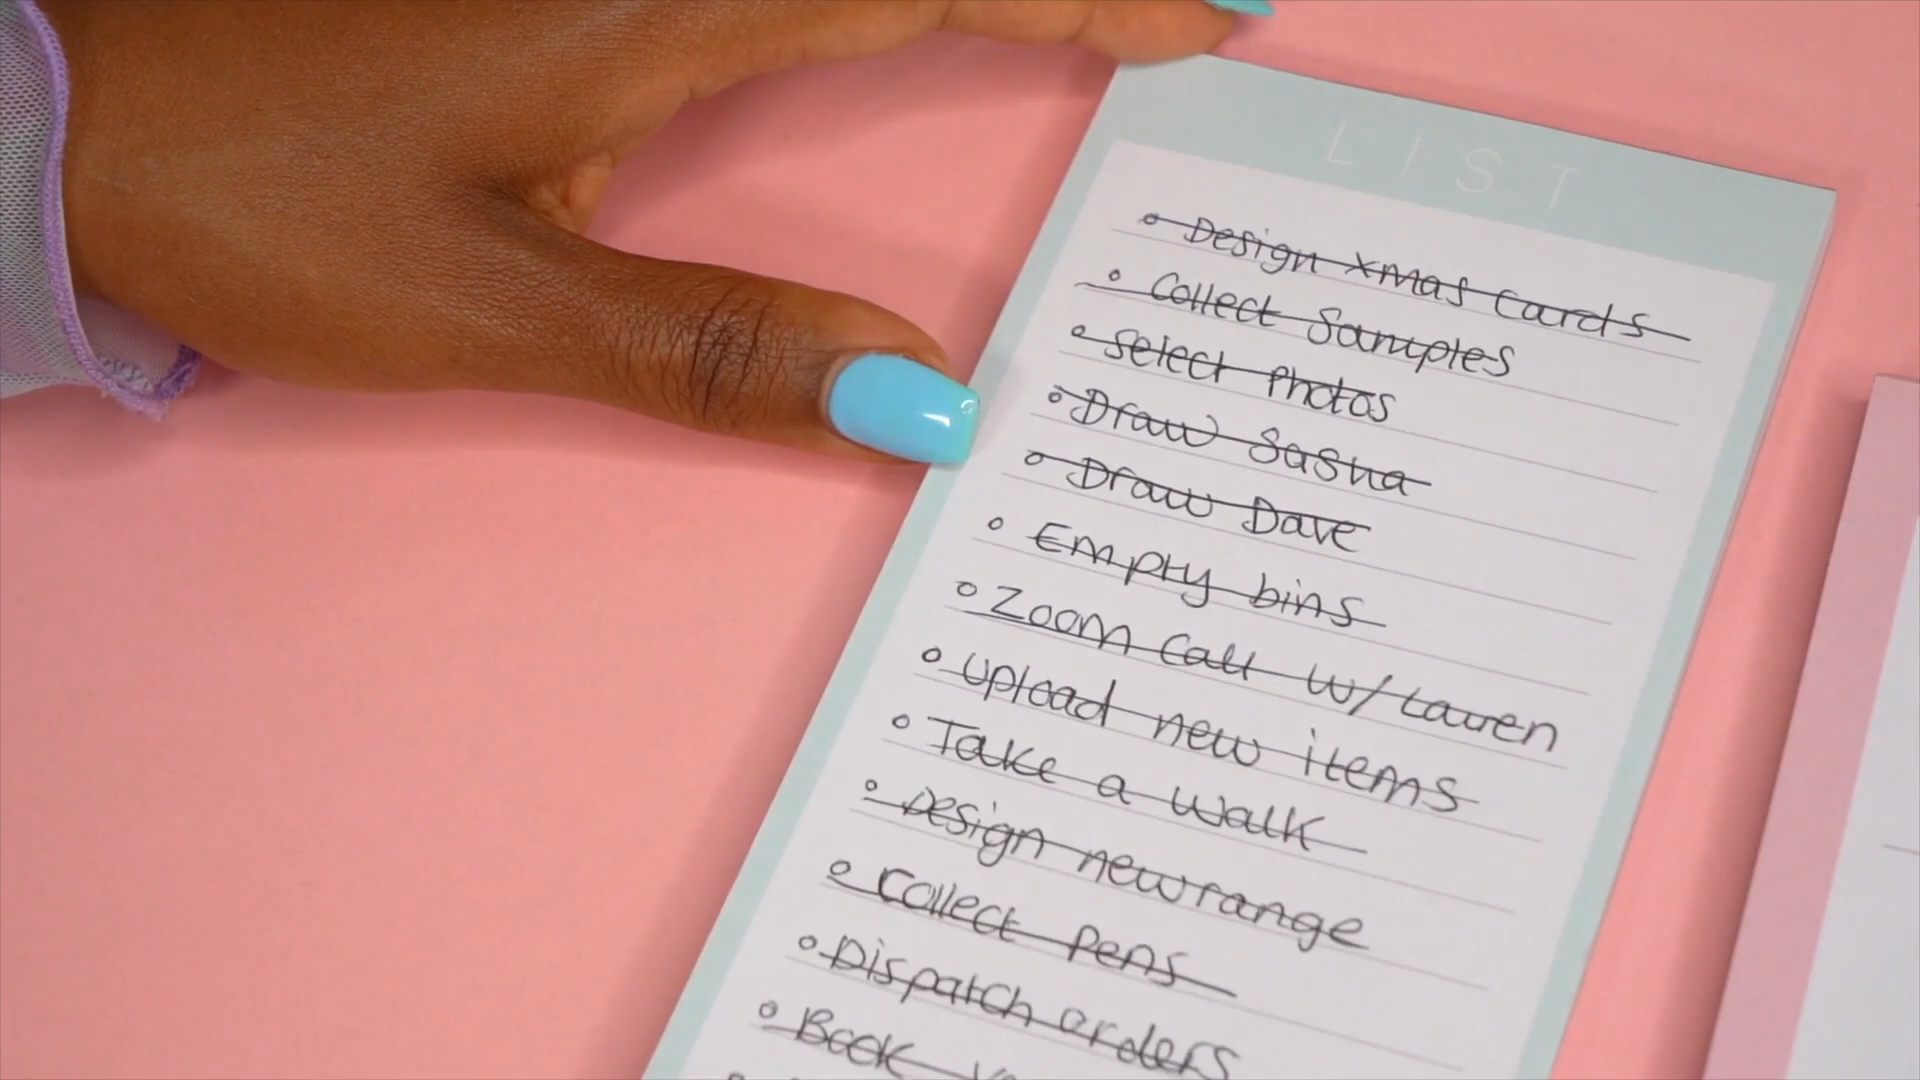 LIST
Design Xmas Cards
Collect Samples
Select Photos
Draw Sasha
Draw Dave
Empty bins
Zoom Call w/ Lauren
Upload new items
Take a walk
Design new range
Collect Pens
Dispatch orders
Book